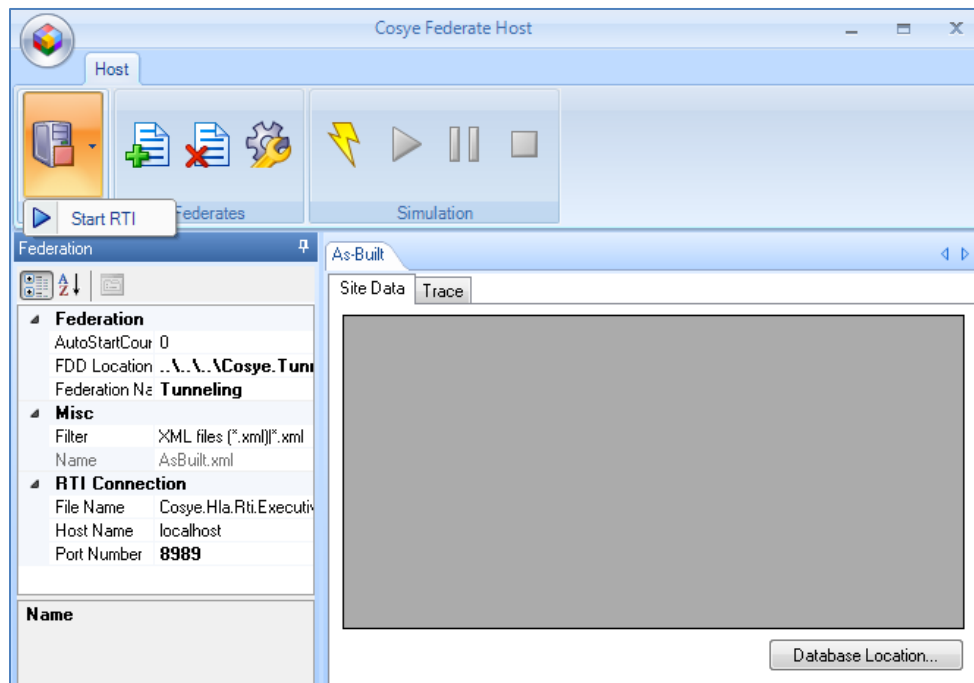 Cosye Federate Host
Host
Start RTI
Federates
Simulation
Federation
As-Built
Site Data Trace
Federation
AutoStartCour 0
FDD Location ..\..\..\Cosye.Tunn
Federation Na Tunneling
Misc
Filter XML files (*.xml)|*.xml
Name AsBuilt.xml
RTI Connection
File Name Cosye.Hla.Rti.Executiv
Host Name localhost
Port Number 8989
Name
Database Location...